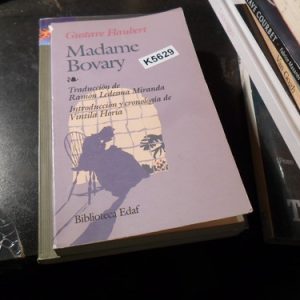 Gustave Flaubert
Madame
Bovary
K5629
Traducción de
Ramón Ledesma Miranda
Introducción y cronología de
Vintila Horia
Biblioteca Edaf